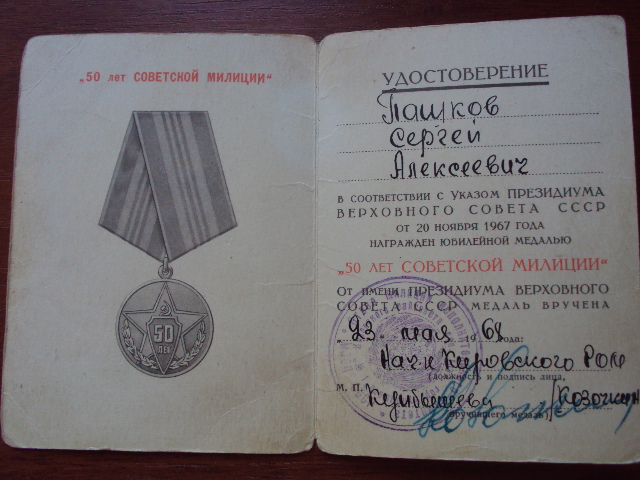 „50 лет СОВЕТСКОЙ МИЛИЦИИ“
50
ЛЕТ
УДОСТОВЕРЕНИЕ
Пашков
Сергей
Алексеевич
В СООТВЕТСТВИИ С УКАЗОМ ПРЕЗИДИУМА
ВЕРХОВНОГО СОВЕТА СССР
ОТ 20 НОЯБРЯ 1967 ГОДА
НАГРАЖДЕН ЮБИЛЕЙНОЙ МЕДАЛЬЮ
„50 ЛЕТ СОВЕТСКОЙ МИЛИЦИИ“
От имени ПРЕЗИДИУМА ВЕРХОВНОГО
СОВЕТА СССР МЕДАЛЬ ВРУЧЕНА
„23 мая 1968 года:
Нач-к Кировского РОМ
(должность и подпись лица,
М. П. Куйбышева
вручившего медаль)